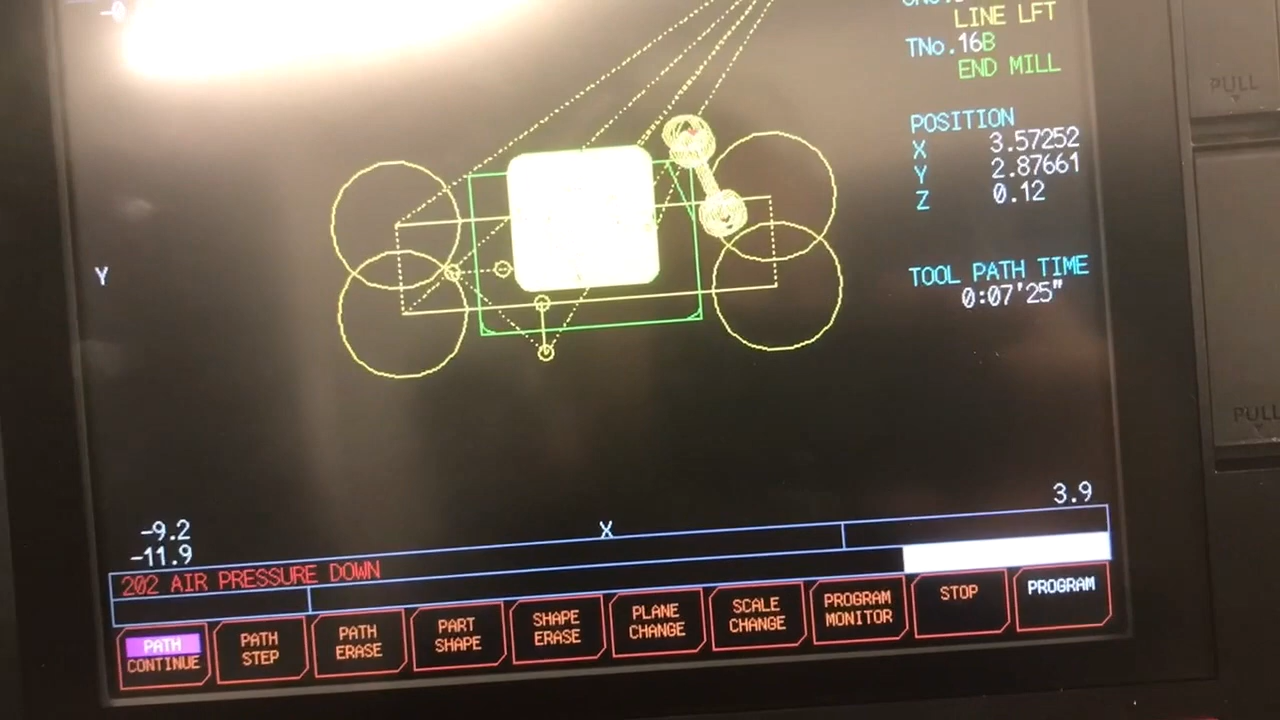 -0
LINE LFT
TNo.16B
END MILL
PULL
POSITION
X 3.57252
Y 2.87661
Z 0.12
Y
TOOL PATH TIME
0:07'25"
PULL
3.9
-9.2
X
-11.9
202 AIR PRESSURE DOWN
PATH CONTINUE
PATH STEP
PATH ERASE
PART SHAPE
SHAPE ERASE
PLANE CHANGE
SCALE CHANGE
PROGRAM MONITOR
STOP
PROGRAM